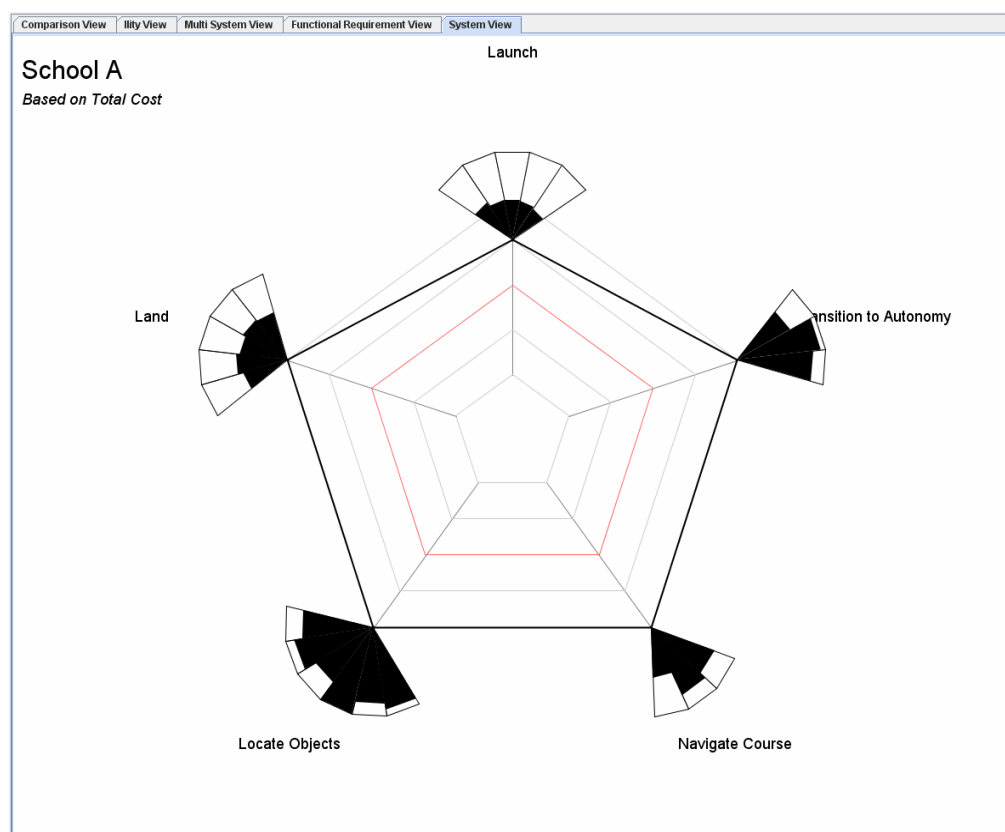 Comparison View
Ility View
Multi System View
Functional Requirement View
System View
Launch
School A
Based on Total Cost
Land
ansition to Autonomy
Locate Objects
Navigate Course